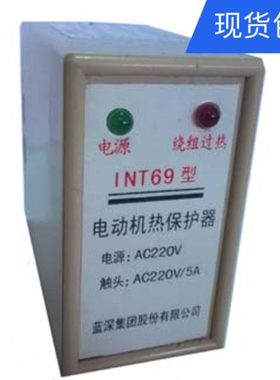 现货包
电源 绕组过热
INT69型
电动机热保护器
电源:AC220V
触头:AC220V/5A
蓝深集团股份有限公司